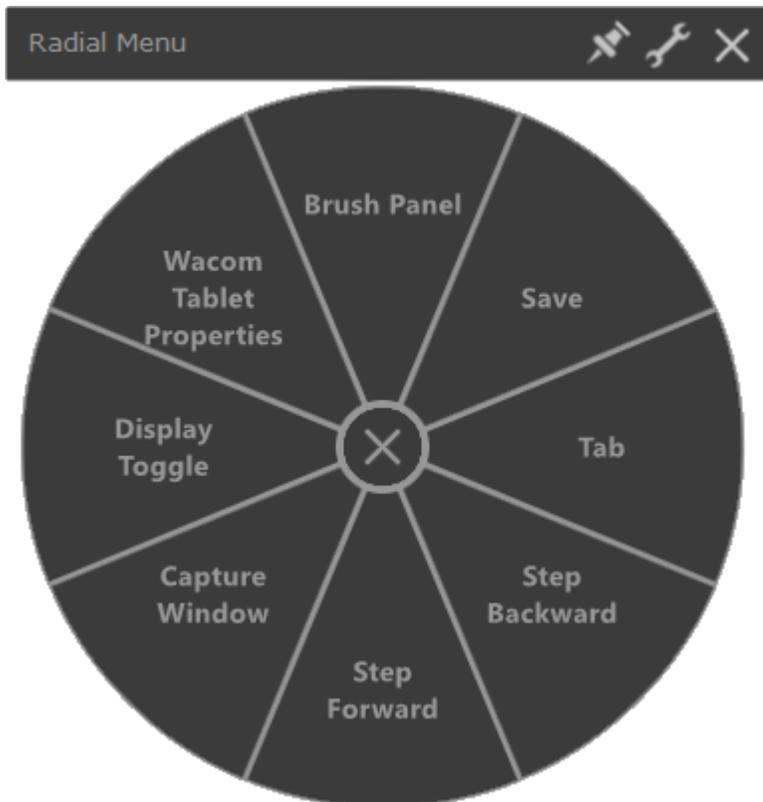 Radial Menu
Brush Panel
Save
Tab
Step
Backward
Step
Forward
Capture
Window
Display
Toggle
Wacom
Tablet
Properties